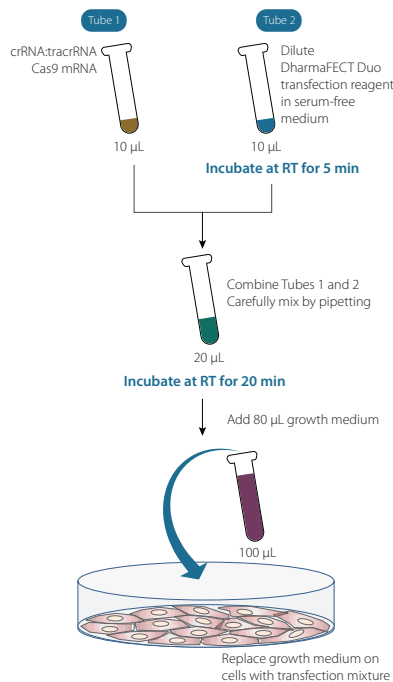 Tube 1
Tube 2
crRNA:tracrRNA
Cas9 mRNA
Dilute
DharmaFECT Duo
transfection reagent
in serum-free
medium
10 µL
10 µL
Incubate at RT for 5 min
Combine Tubes 1 and 2
Carefully mix by pipetting
20 µL
Incubate at RT for 20 min
Add 80 µL growth medium
100 µL
Replace growth medium on
cells with transfection mixture